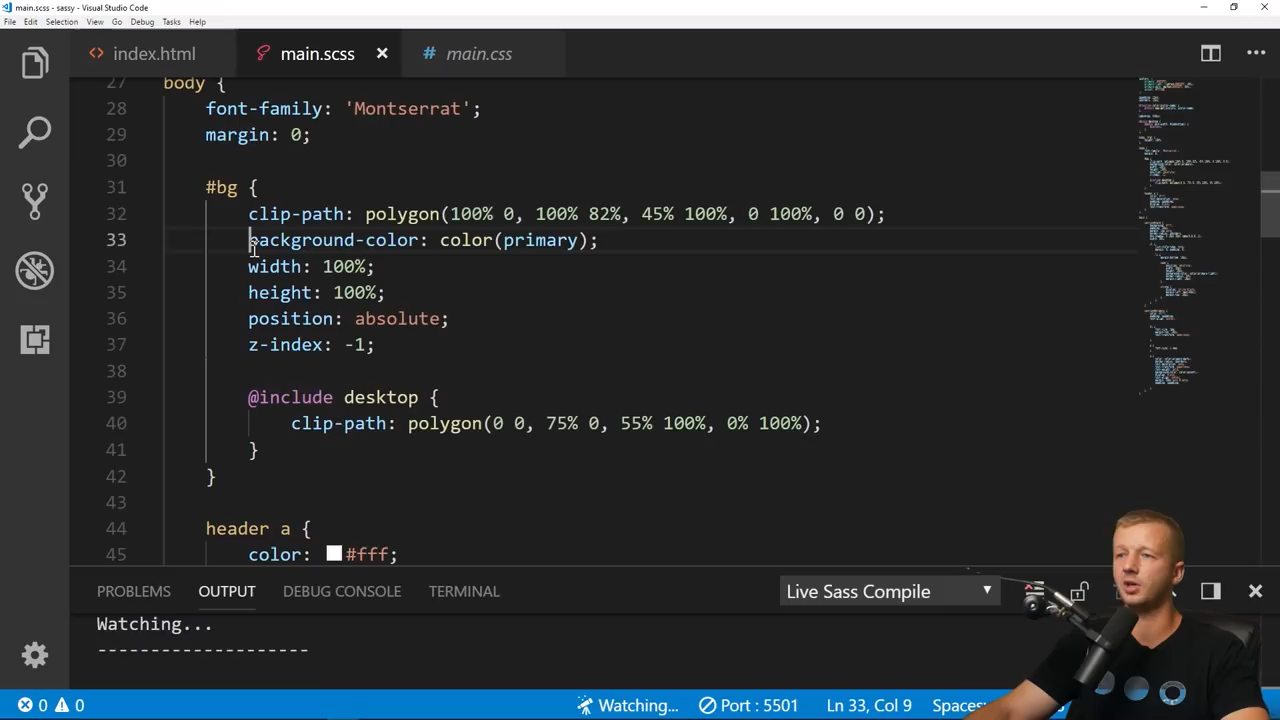 main.scss - sassy - Visual Studio Code
File Edit Selection View Go Debug Tasks Help
index.html main.scss # main.css
27 body {
28 font-family: 'Montserrat';
29 margin: 0;
30
31 #bg {
32 clip-path: polygon(100% 0, 100% 82%, 45% 100%, 0 100%, 0 0);
33 background-color: color(primary);
34 width: 100%;
35 height: 100%;
36 position: absolute;
37 z-index: -1;
38
39 @include desktop {
40 clip-path: polygon(0 0, 75% 0, 55% 100%, 0% 100%);
41 }
42 }
43
44 header a {
45 color: #fff;
PROBLEMS OUTPUT DEBUG CONSOLE TERMINAL Live Sass Compile
Watching...
--------------------
0 0 Watching... Port : 5501 Ln 33, Col 9 Spaces: